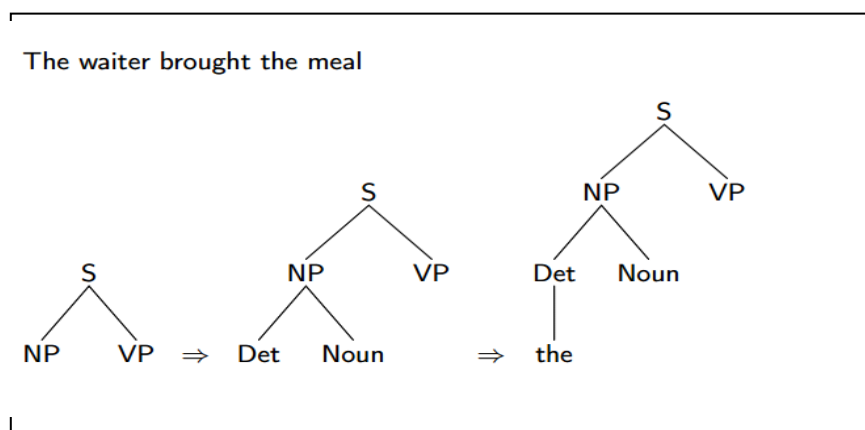 The waiter brought the meal
S
S
NP VP
S
NP VP
Det Noun
NP VP ⇒ Det Noun ⇒ the